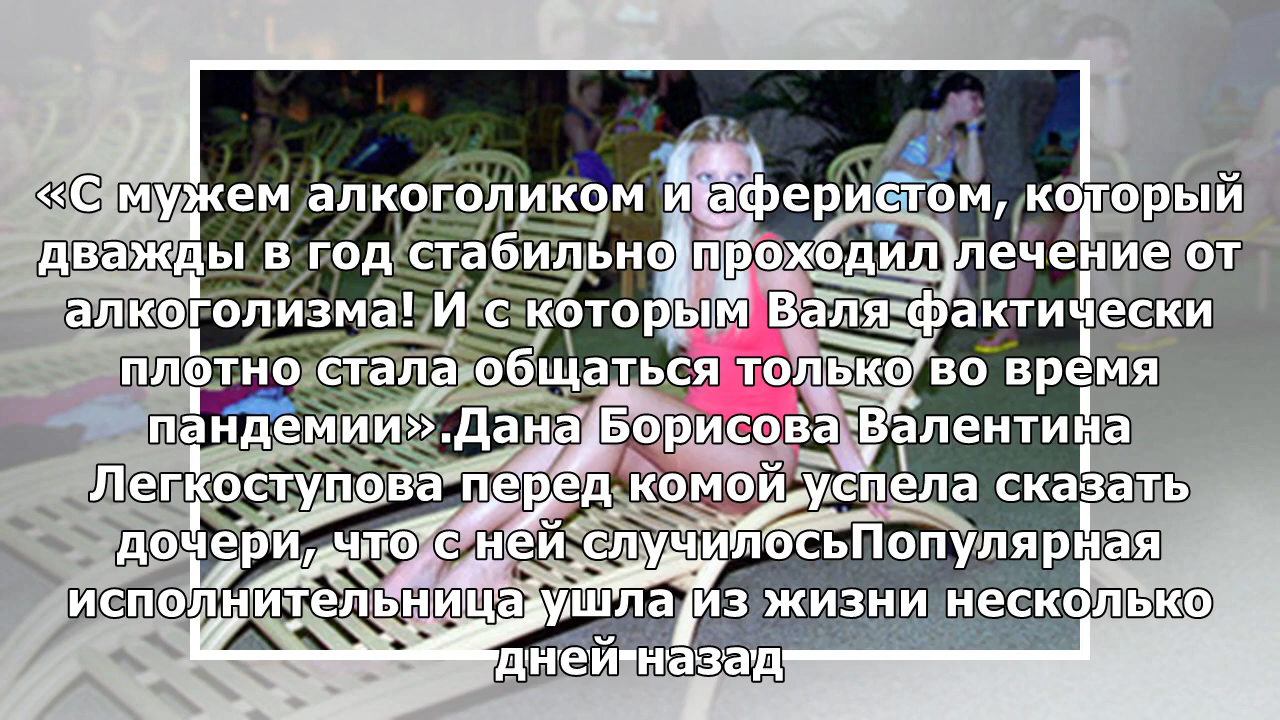 «С мужем алкоголиком и аферистом, который
дважды в год стабильно проходил лечение от
алкоголизма! И с которым Валя фактически
плотно стала общаться только во время
пандемии».Дана Борисова Валентина
Легкоступова перед комой успела сказать
дочери, что с ней случилосьПопулярная
исполнительница ушла из жизни несколько
дней назад